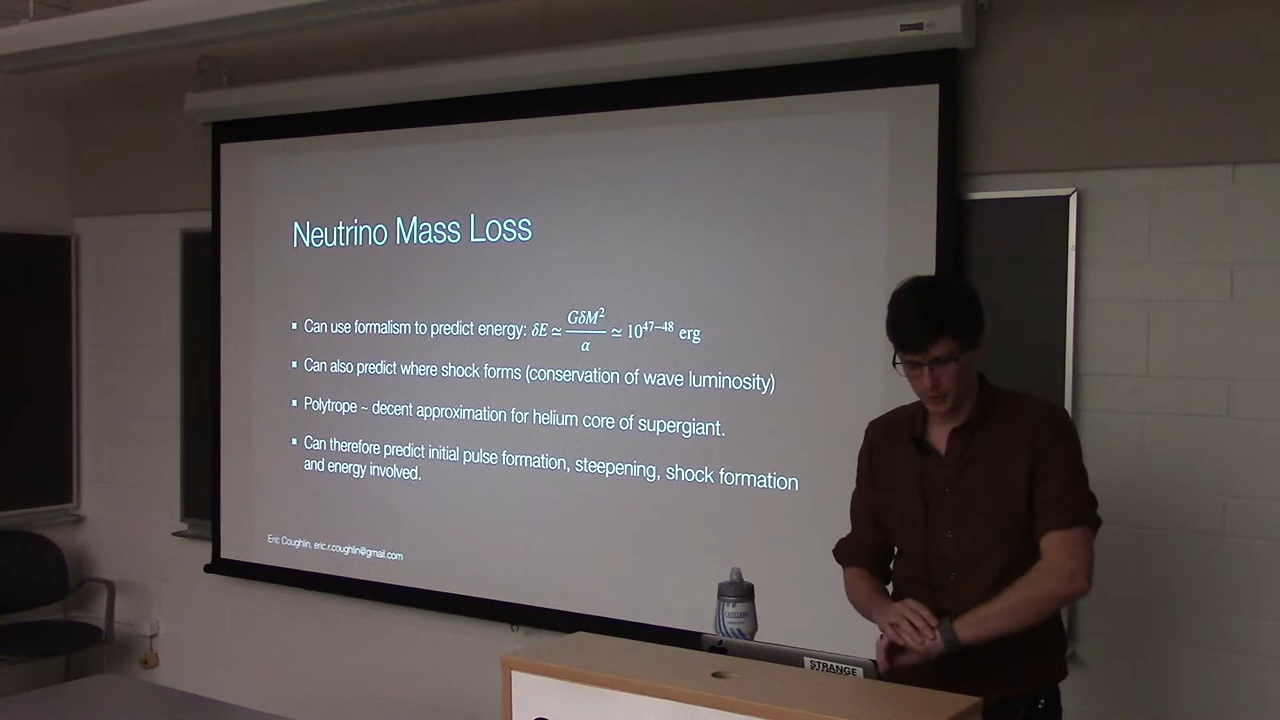 Neutrino Mass Loss
▪ Can use formalism to predict energy: δE ≃ GδM²/α ≃ 10⁴⁷⁻⁴⁸ erg
▪ Can also predict where shock forms (conservation of wave luminosity)
▪ Polytrope ~ decent approximation for helium core of supergiant.
▪ Can therefore predict initial pulse formation, steepening, shock formation
and energy involved.
Eric Coughlin, eric.r.coughlin@gmail.com
CAMELBAK
STRANGE